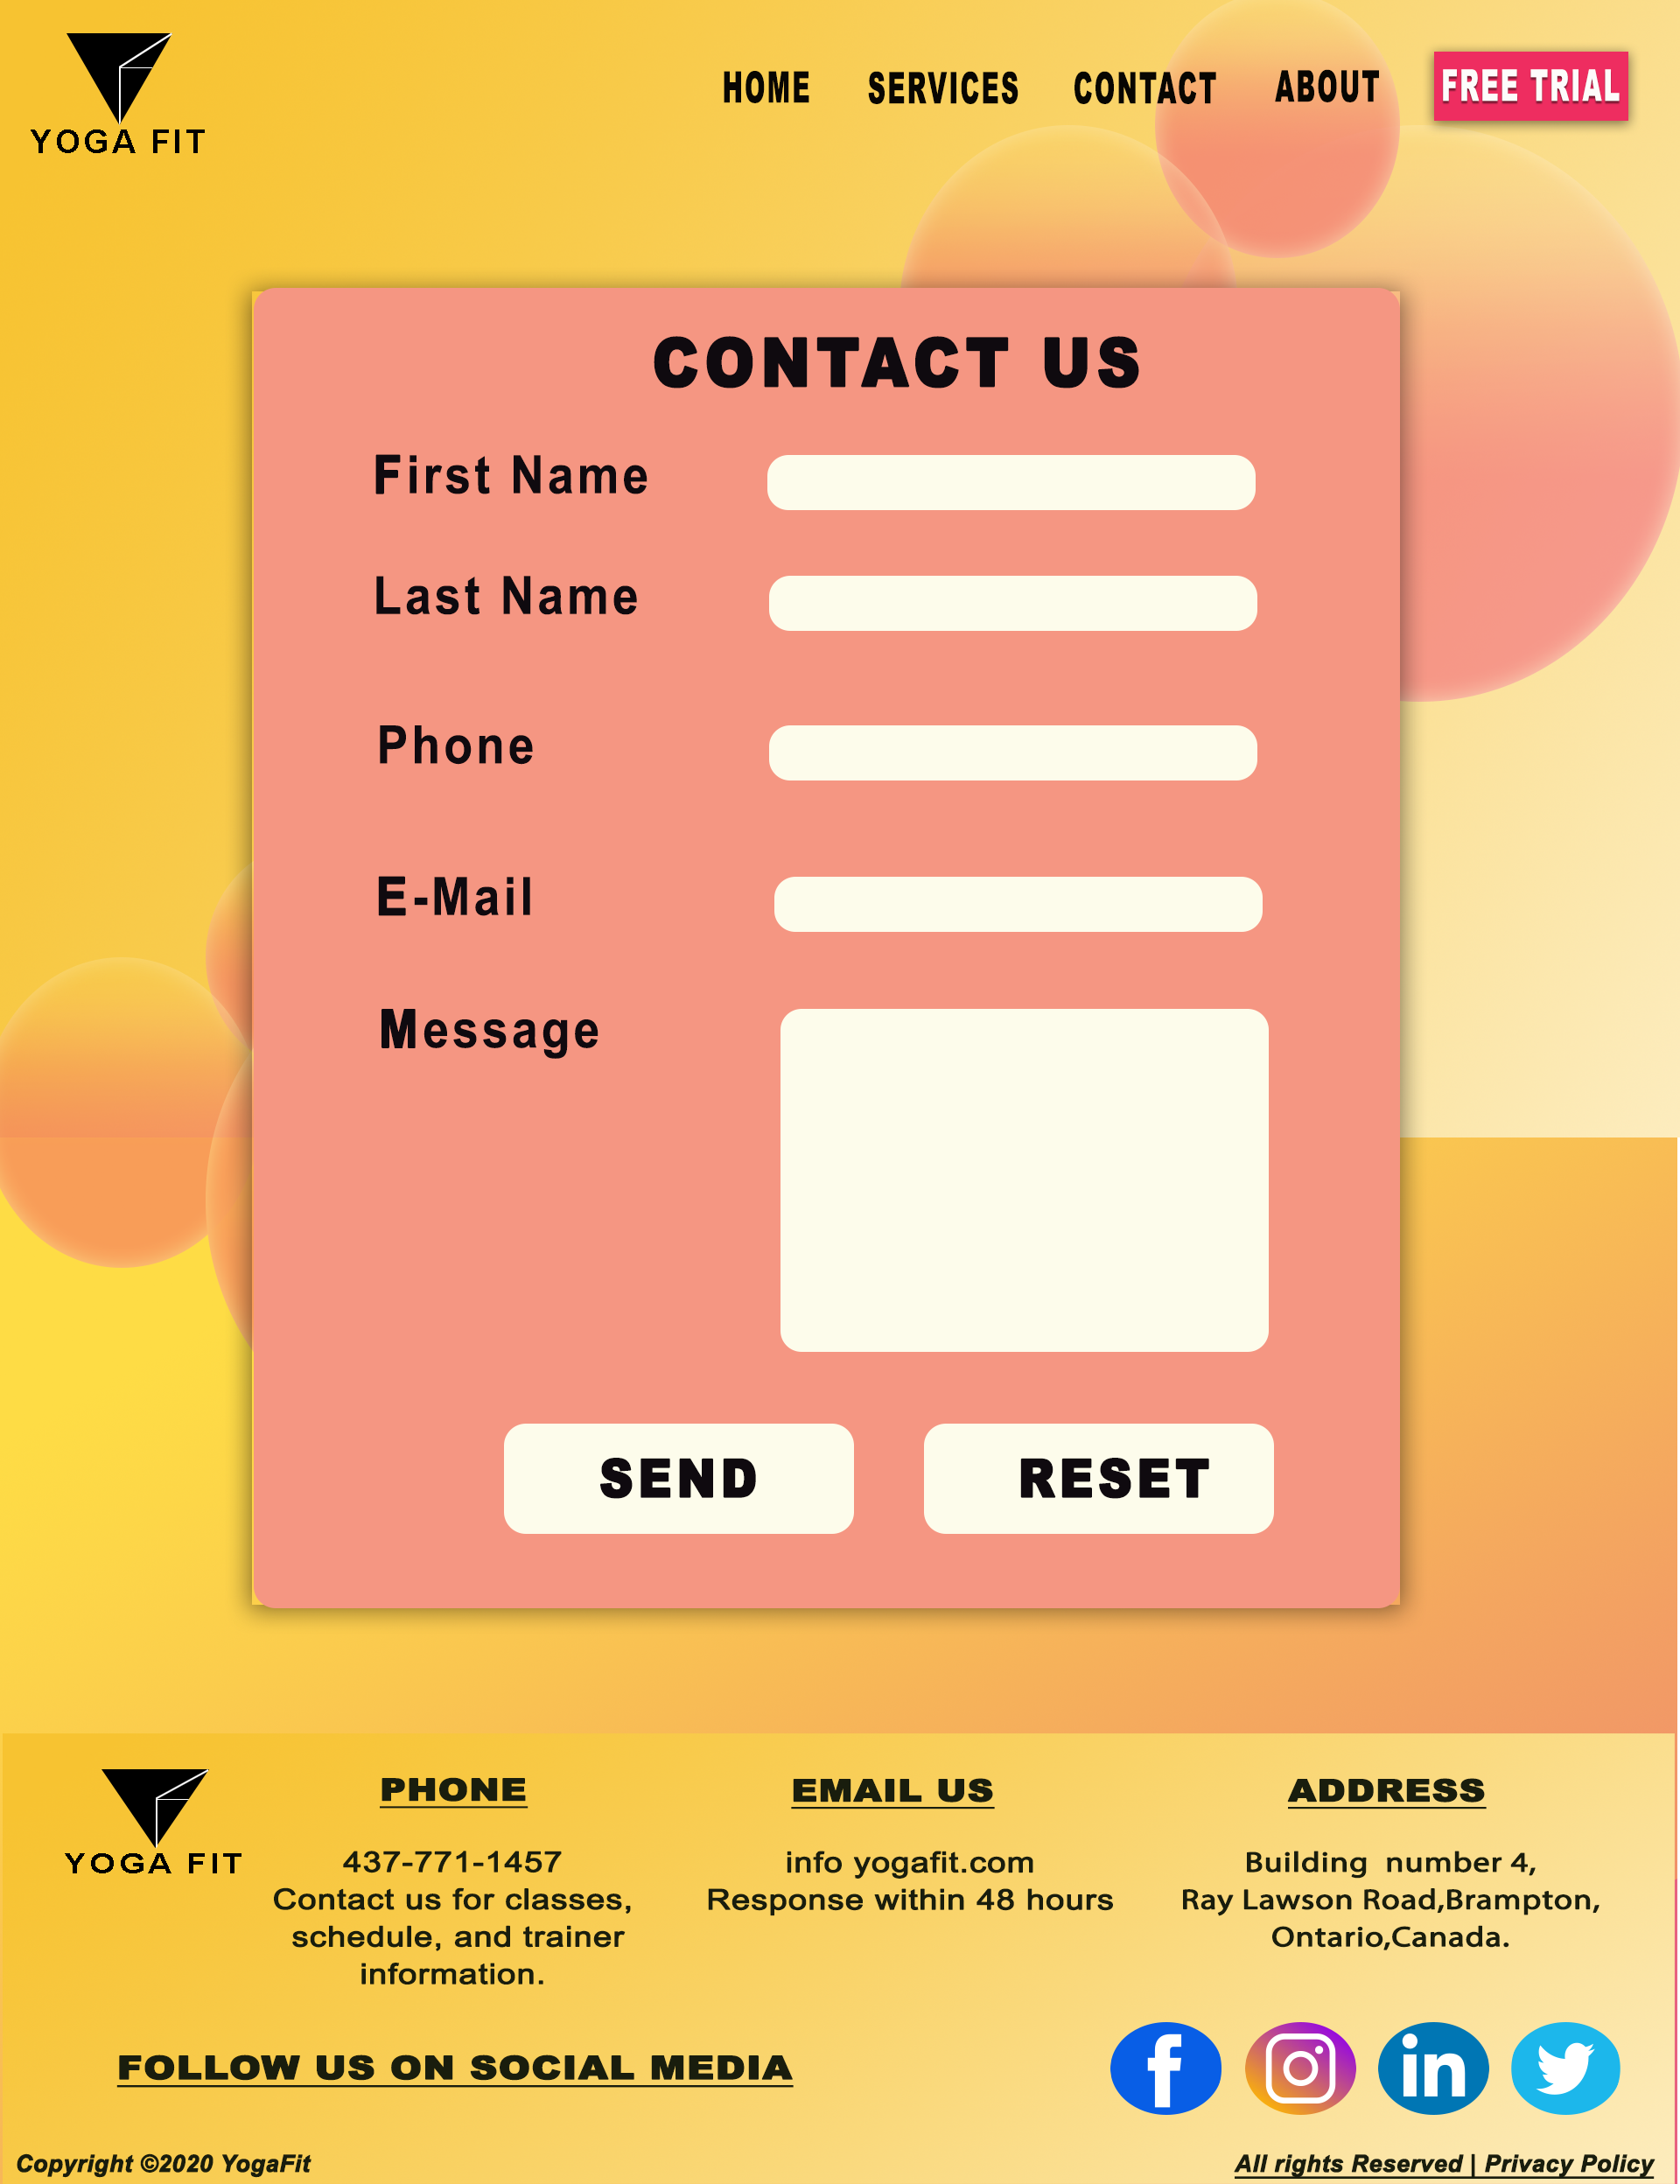 YOGA FIT
HOME SERVICES CONTACT ABOUT FREE TRIAL
CONTACT US
First Name
Last Name
Phone
E-Mail
Message
SEND RESET
YOGA FIT
PHONE
437-771-1457
Contact us for classes,
schedule, and trainer
information.
EMAIL US
info yogafit.com
Response within 48 hours
ADDRESS
Building number 4,
Ray Lawson Road,Brampton,
Ontario,Canada.
FOLLOW US ON SOCIAL MEDIA
f in
Copyright ©2020 YogaFit
All rights Reserved | Privacy Policy